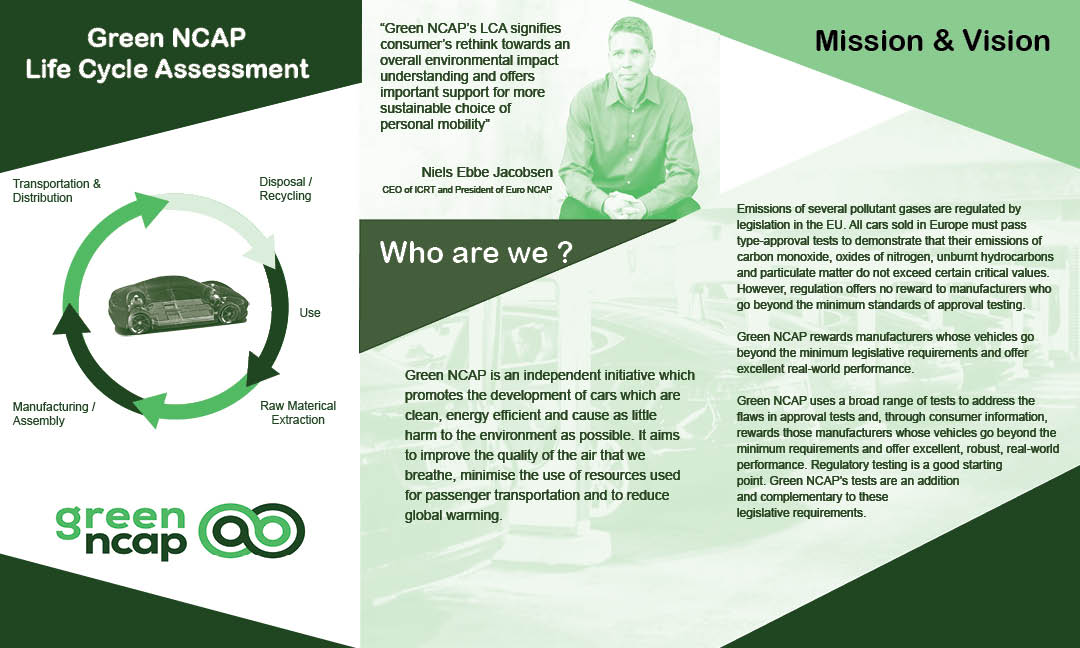 Green NCAP
Life Cycle Assessment
Transportation &
Distribution
Disposal /
Recycling
Use
Manufacturing /
Assembly
Raw Materical
Extraction
green
ncap
“Green NCAP’s LCA signifies
consumer’s rethink towards an
overall environmental impact
understanding and offers
important support for more
sustainable choice of
personal mobility”
Niels Ebbe Jacobsen
CEO of ICRT and President of Euro NCAP
Who are we ?
Green NCAP is an independent initiative which
promotes the development of cars which are
clean, energy efficient and cause as little
harm to the environment as possible. It aims
to improve the quality of the air that we
breathe, minimise the use of resources used
for passenger transportation and to reduce
global warming.
Mission & Vision
Emissions of several pollutant gases are regulated by
legislation in the EU. All cars sold in Europe must pass
type-approval tests to demonstrate that their emissions of
carbon monoxide, oxides of nitrogen, unburnt hydrocarbons
and particulate matter do not exceed certain critical values.
However, regulation offers no reward to manufacturers who
go beyond the minimum standards of approval testing.
Green NCAP rewards manufacturers whose vehicles go
beyond the minimum legislative requirements and offer
excellent real-world performance.
Green NCAP uses a broad range of tests to address the
flaws in approval tests and, through consumer information,
rewards those manufacturers whose vehicles go beyond the
minimum requirements and offer excellent, robust, real-world
performance. Regulatory testing is a good starting
point. Green NCAP's tests are an addition
and complementary to these
legislative requirements.